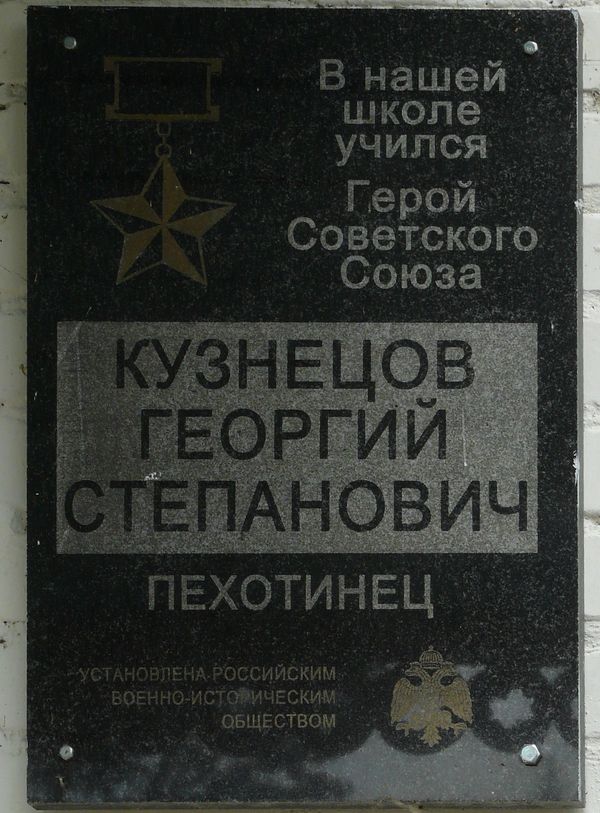 В нашей
школе
учился
Герой
Советского
Союза
КУЗНЕЦОВ
ГЕОРГИЙ
СТЕПАНОВИЧ
ПЕХОТИНЕЦ
УСТАНОВЛЕНА РОССИЙСКИМ
ВОЕННО-ИСТОРИЧЕСКИМ
ОБЩЕСТВОМ